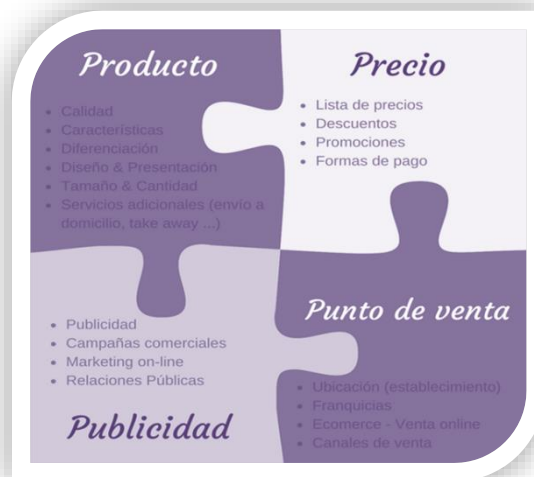 Producto
• Calidad
• Características
• Diferenciación
• Diseño & Presentación
• Tamaño & Cantidad
• Servicios adicionales (envío a
domicilio, take away ...)
Precio
• Lista de precios
• Descuentos
• Promociones
• Formas de pago
• Publicidad
• Campañas comerciales
• Marketing on-line
• Relaciones Públicas
Publicidad
Punto de venta
• Ubicación (establecimiento)
• Franquicias
• Ecomerce - Venta online
• Canales de venta